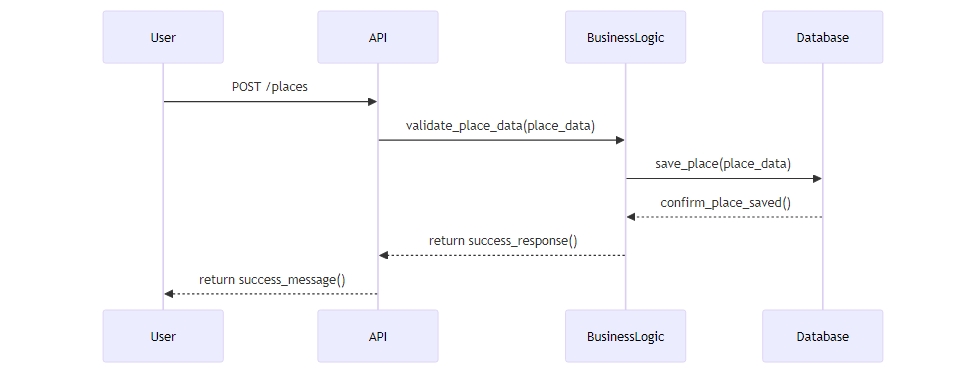 User
API
BusinessLogic
Database
POST /places
validate_place_data(place_data)
save_place(place_data)
confirm_place_saved()
return success_response()
return success_message()
User
API
BusinessLogic
Database